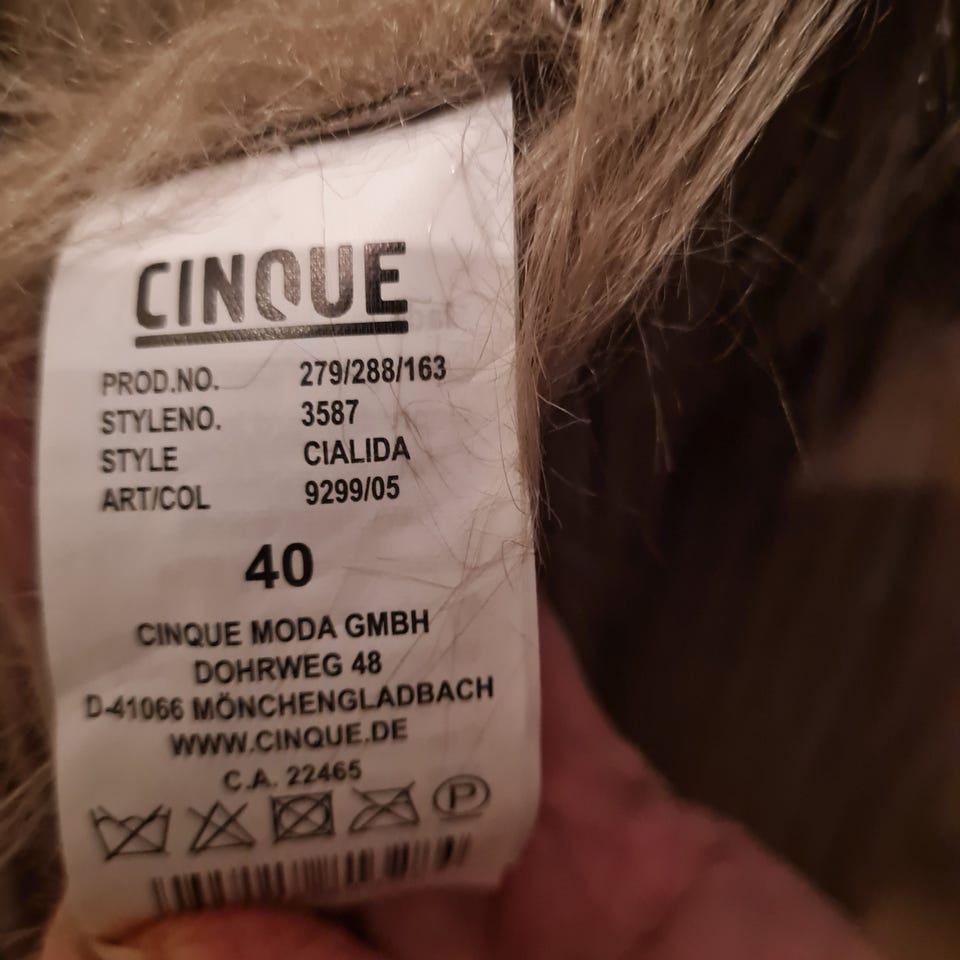 CINQUE
PROD.NO. 279/288/163
STYLENO. 3587
STYLE CIALIDA
ART/COL 9299/05
40
CINQUE MODA GMBH
DOHRWEG 48
D-41066 MÖNCHENGLADBACH
WWW.CINQUE.DE
C.A. 22465
P